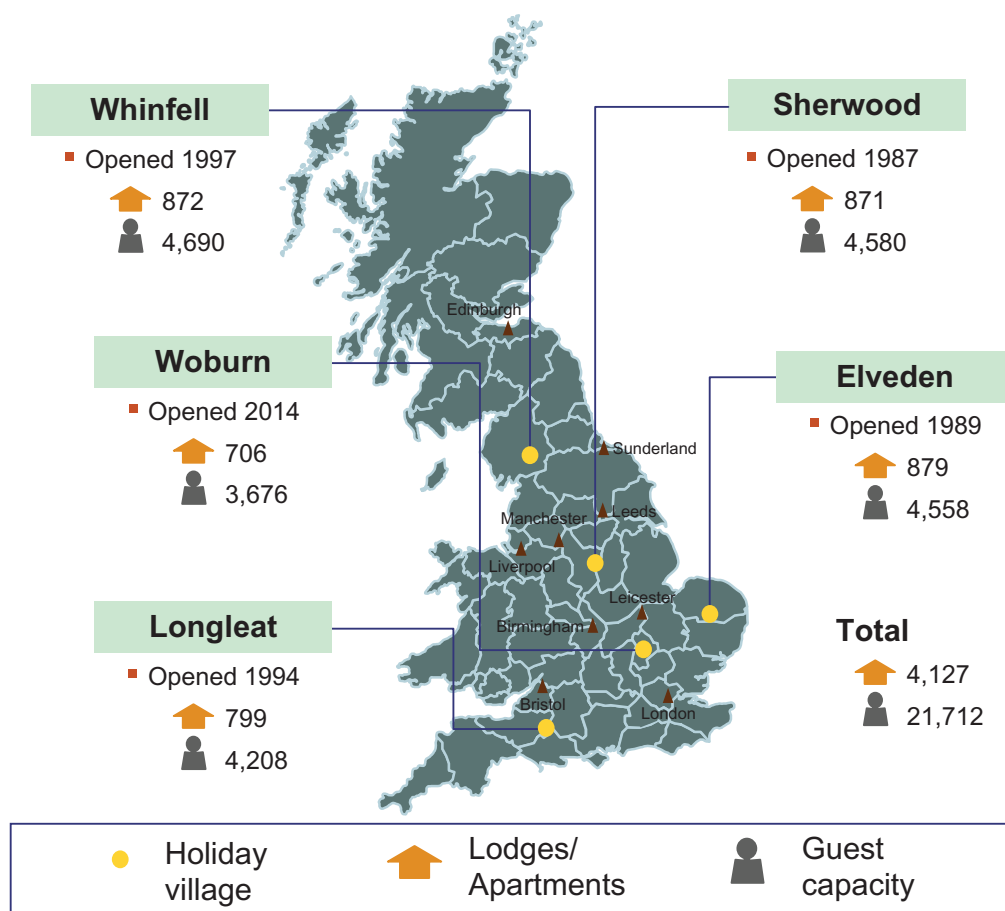 Whinfell
Opened 1997
872
4,690
Sherwood
Opened 1987
871
4,580
Edinburgh
Woburn
Opened 2014
706
3,676
Elveden
Opened 1989
879
4,558
Sunderland
Manchester
Leeds
Liverpool
Leicester
Birmingham
Longleat
Opened 1994
799
4,208
Bristol
London
Total
4,127
21,712
Holiday
village
Lodges/
Apartments
Guest
capacity